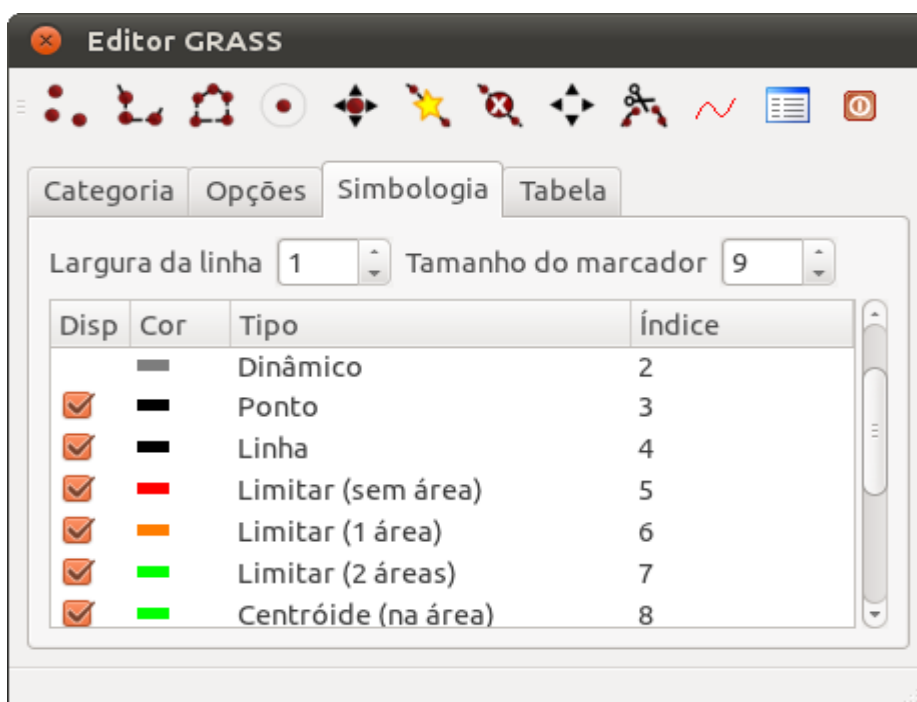 Editor GRASS
Categoria Opções Simbologia Tabela
Largura da linha 1 Tamanho do marcador 9
Disp Cor Tipo Índice
Dinâmico 2
Ponto 3
Linha 4
Limitar (sem área) 5
Limitar (1 área) 6
Limitar (2 áreas) 7
Centróide (na área) 8